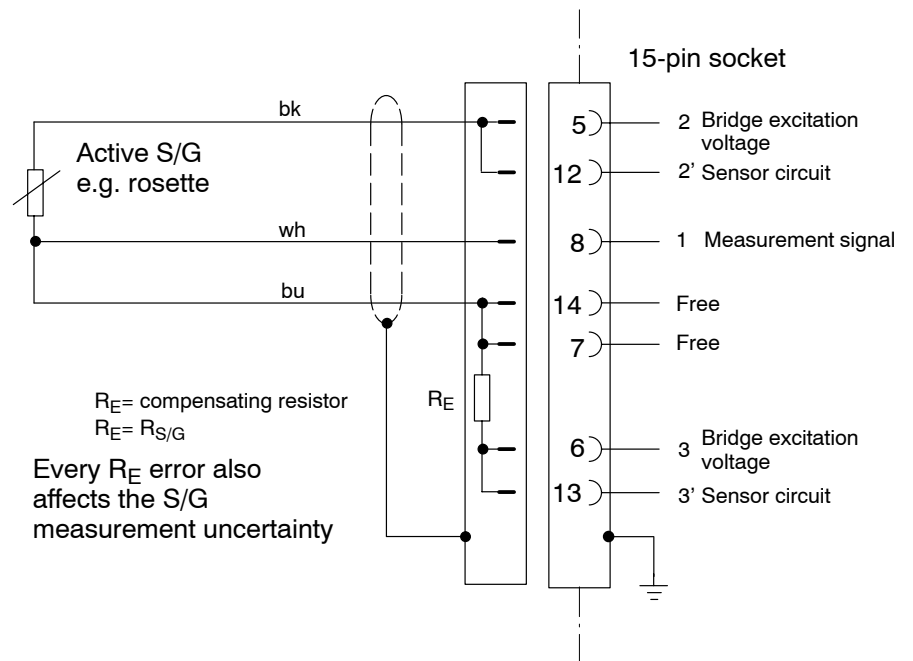 15-pin socket
bk
5
2 Bridge excitation
voltage
Active S/G
e.g. rosette
12
2' Sensor circuit
wh
8
1 Measurement signal
bu
14
Free
7
Free
RE= compensating resistor
RE= RS/G
RE
Every RE error also
affects the S/G
measurement uncertainty
6
3 Bridge excitation
voltage
13
3' Sensor circuit